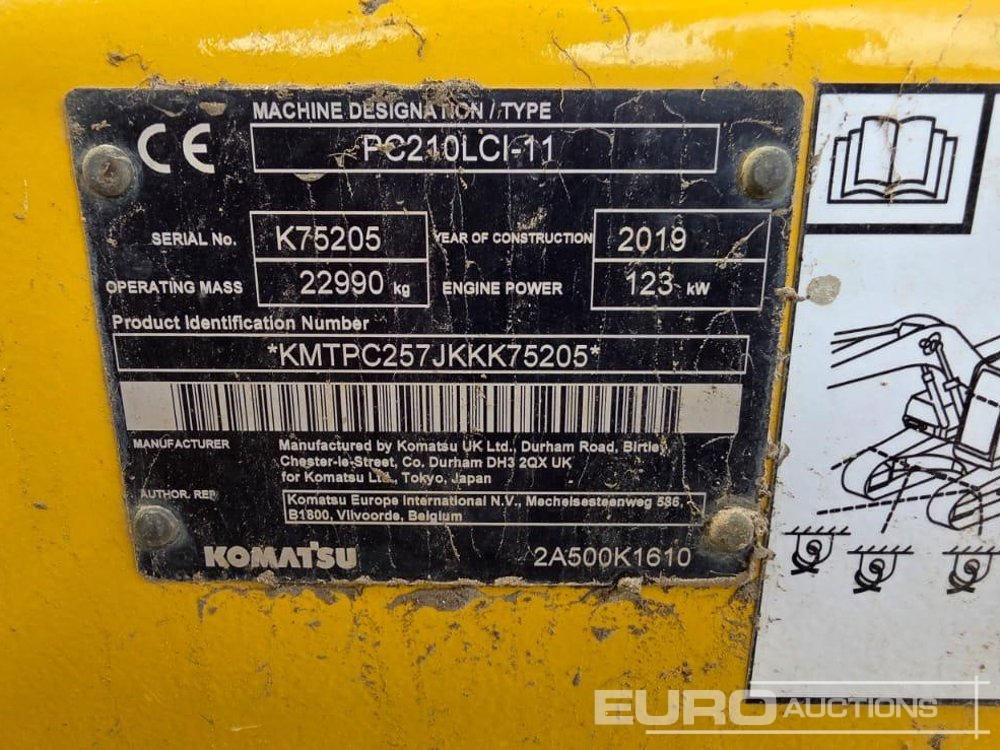 MACHINE DESIGNATION / TYPE
CE
PC210LCI-11
SERIAL No. K75205 YEAR OF CONSTRUCTION 2019
OPERATING MASS 22990 kg ENGINE POWER 123 kW
Product Identification Number
*KMTPC257JKKK75205*
MANUFACTURER Manufactured by Komatsu UK Ltd., Durham Road, Birtley,
Chester-le-Street, Co. Durham DH3 2QX UK
for Komatsu Ltd., Tokyo, Japan
AUTHOR. REP Komatsu Europe International N.V., Mechelsesteenweg 586,
B1800, Vilvoorde, Belgium
KOMATSU 2A500K1610
EURO AUCTIONS